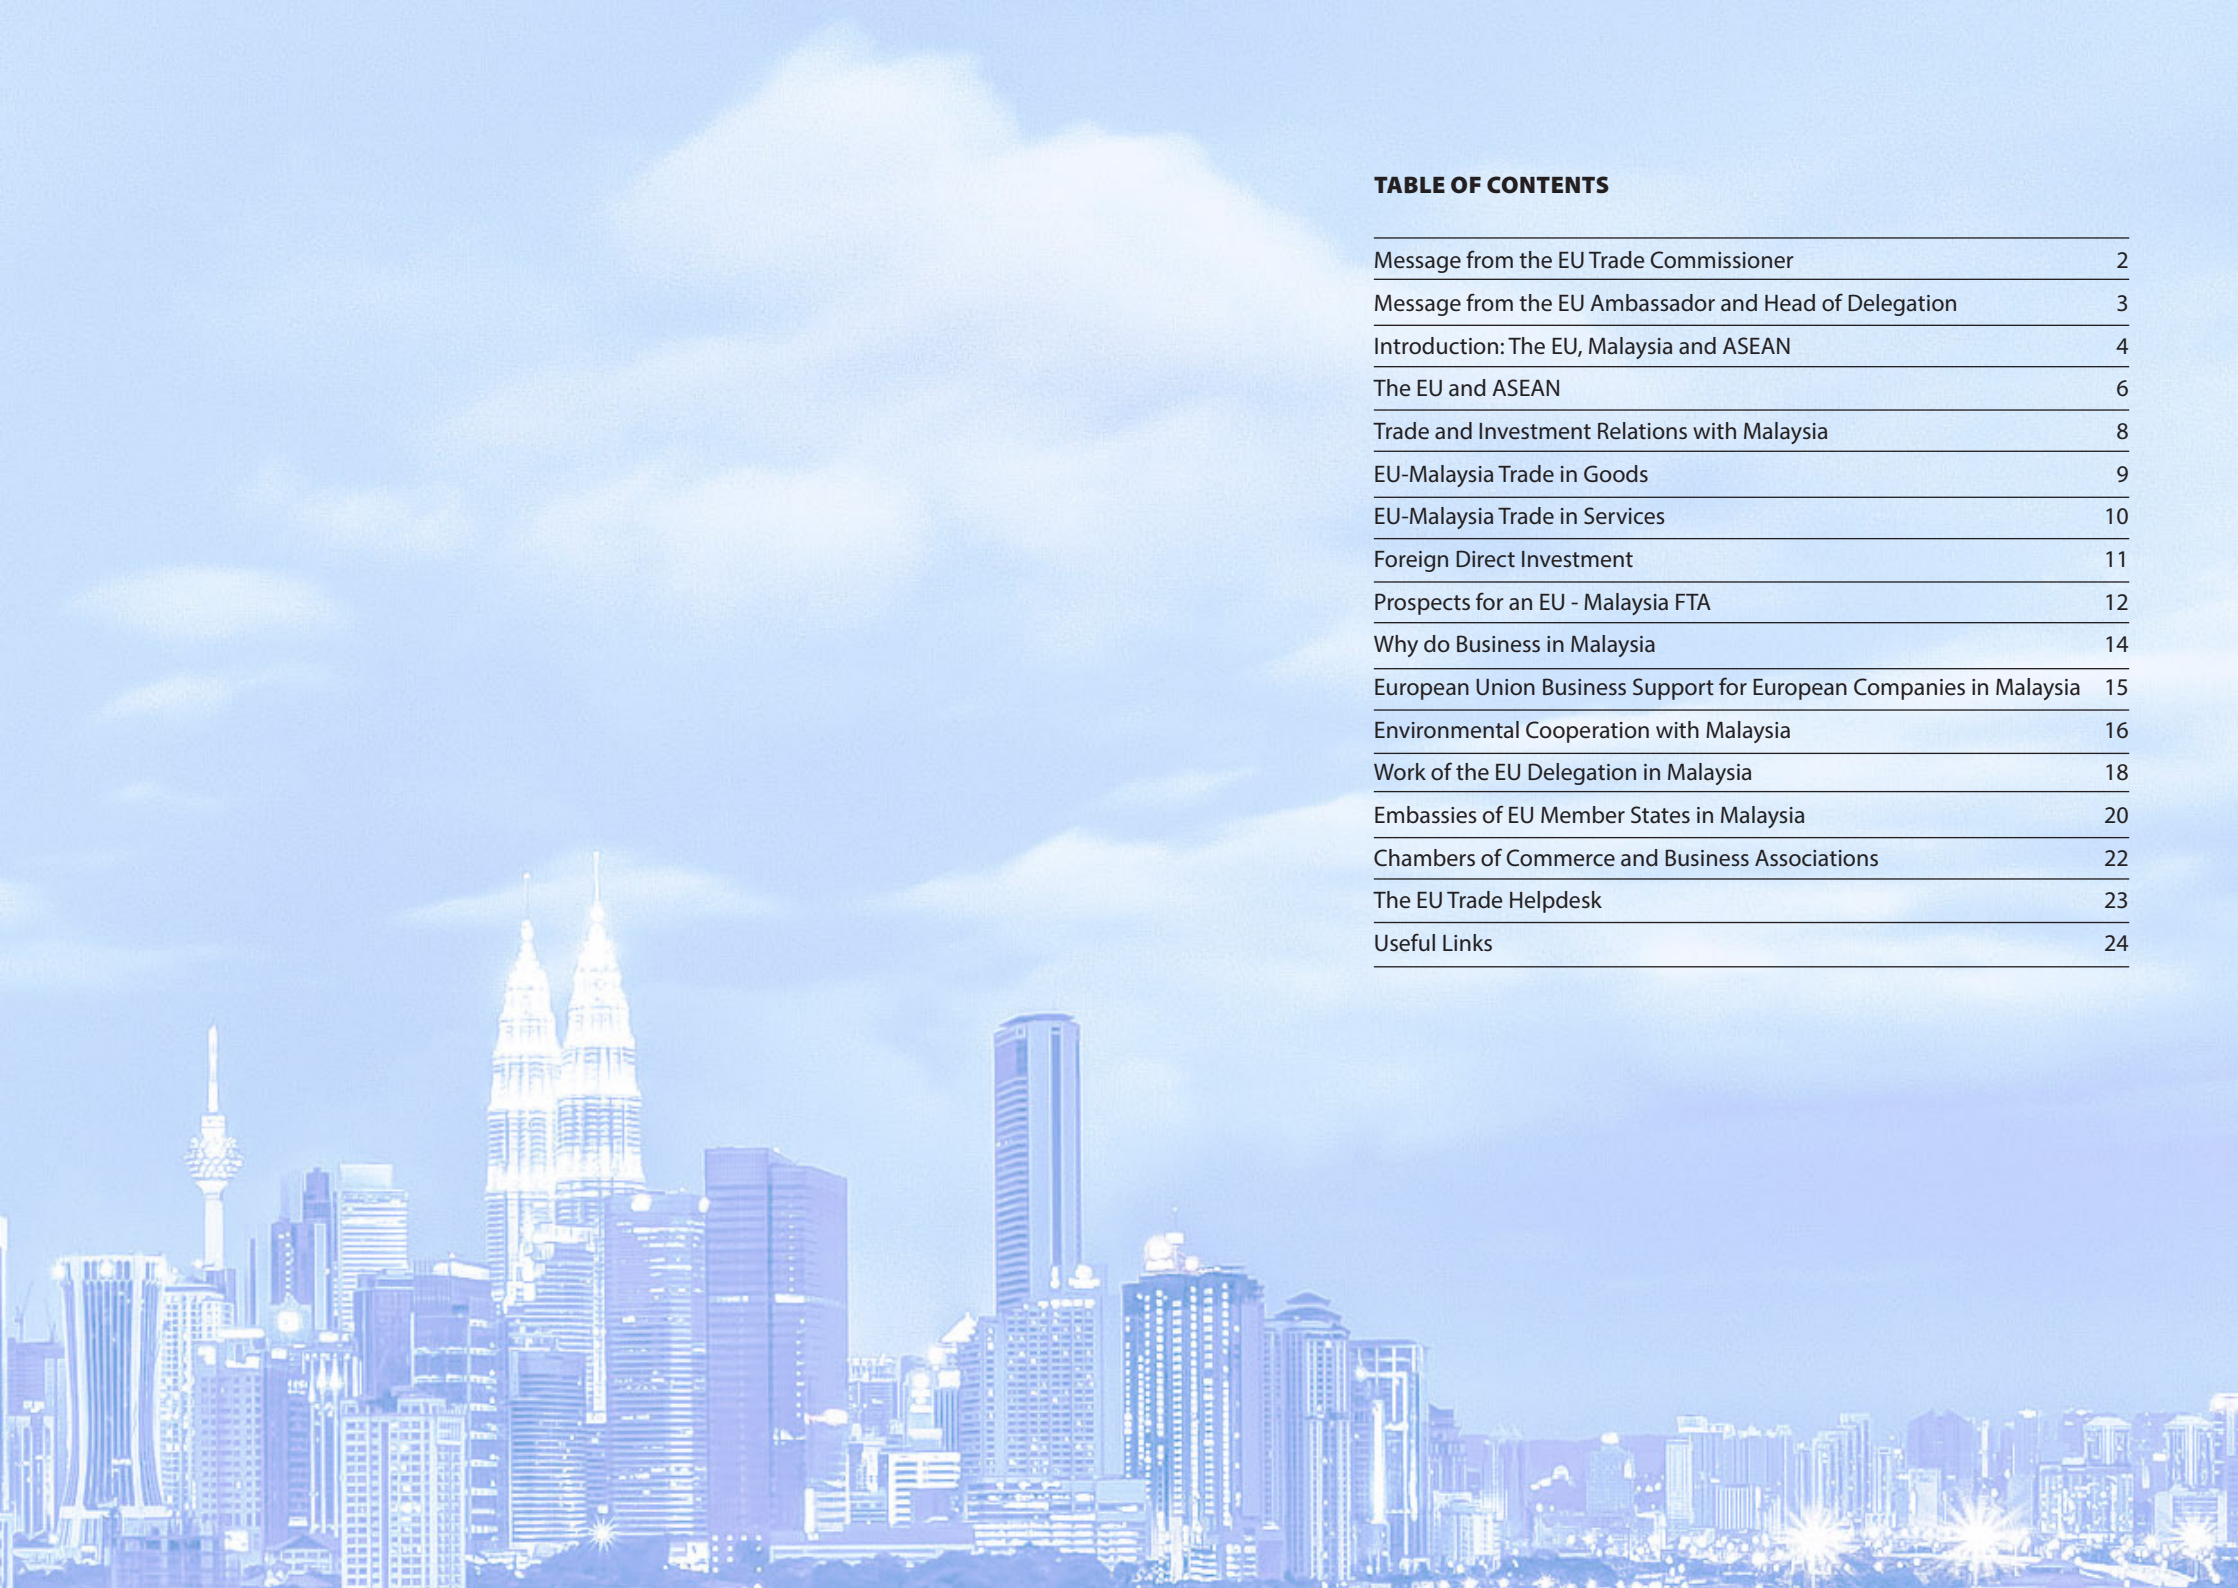 TABLE OF CONTENTS
Message from the EU Trade Commissioner 2
Message from the EU Ambassador and Head of Delegation 3
Introduction: The EU, Malaysia and ASEAN 4
The EU and ASEAN 6
Trade and Investment Relations with Malaysia 8
EU-Malaysia Trade in Goods 9
EU-Malaysia Trade in Services 10
Foreign Direct Investment 11
Prospects for an EU - Malaysia FTA 12
Why do Business in Malaysia 14
European Union Business Support for European Companies in Malaysia 15
Environmental Cooperation with Malaysia 16
Work of the EU Delegation in Malaysia 18
Embassies of EU Member States in Malaysia 20
Chambers of Commerce and Business Associations 22
The EU Trade Helpdesk 23
Useful Links 24